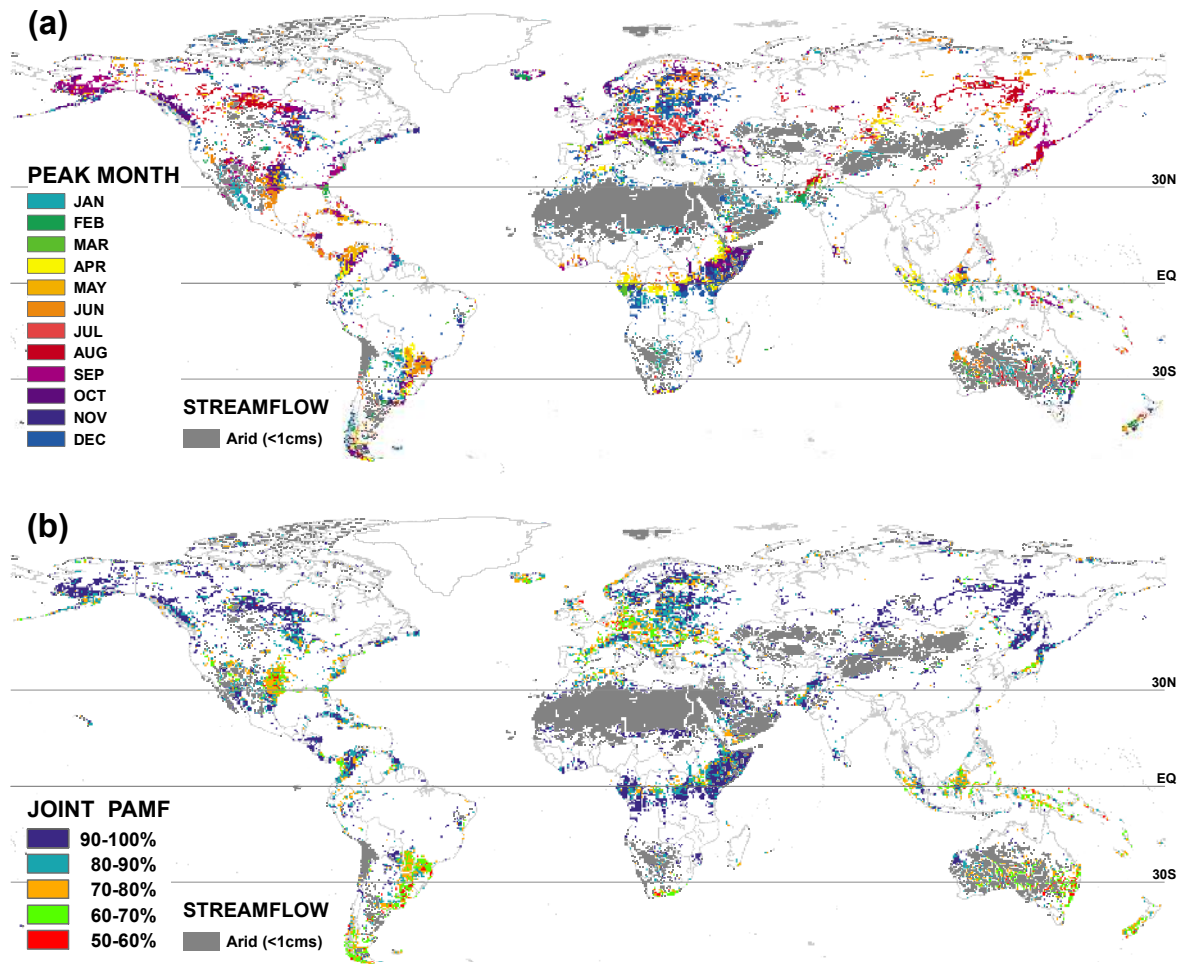 (a)
30N
PEAK MONTH
JAN
FEB
MAR
APR
MAY
JUN
JUL
AUG
SEP
OCT
NOV
DEC
EQ
30S
STREAMFLOW
Arid (<1cms)
(b)
30N
EQ
JOINT PAMF
90-100%
80-90%
70-80%
60-70%
50-60%
30S
STREAMFLOW
Arid (<1cms)